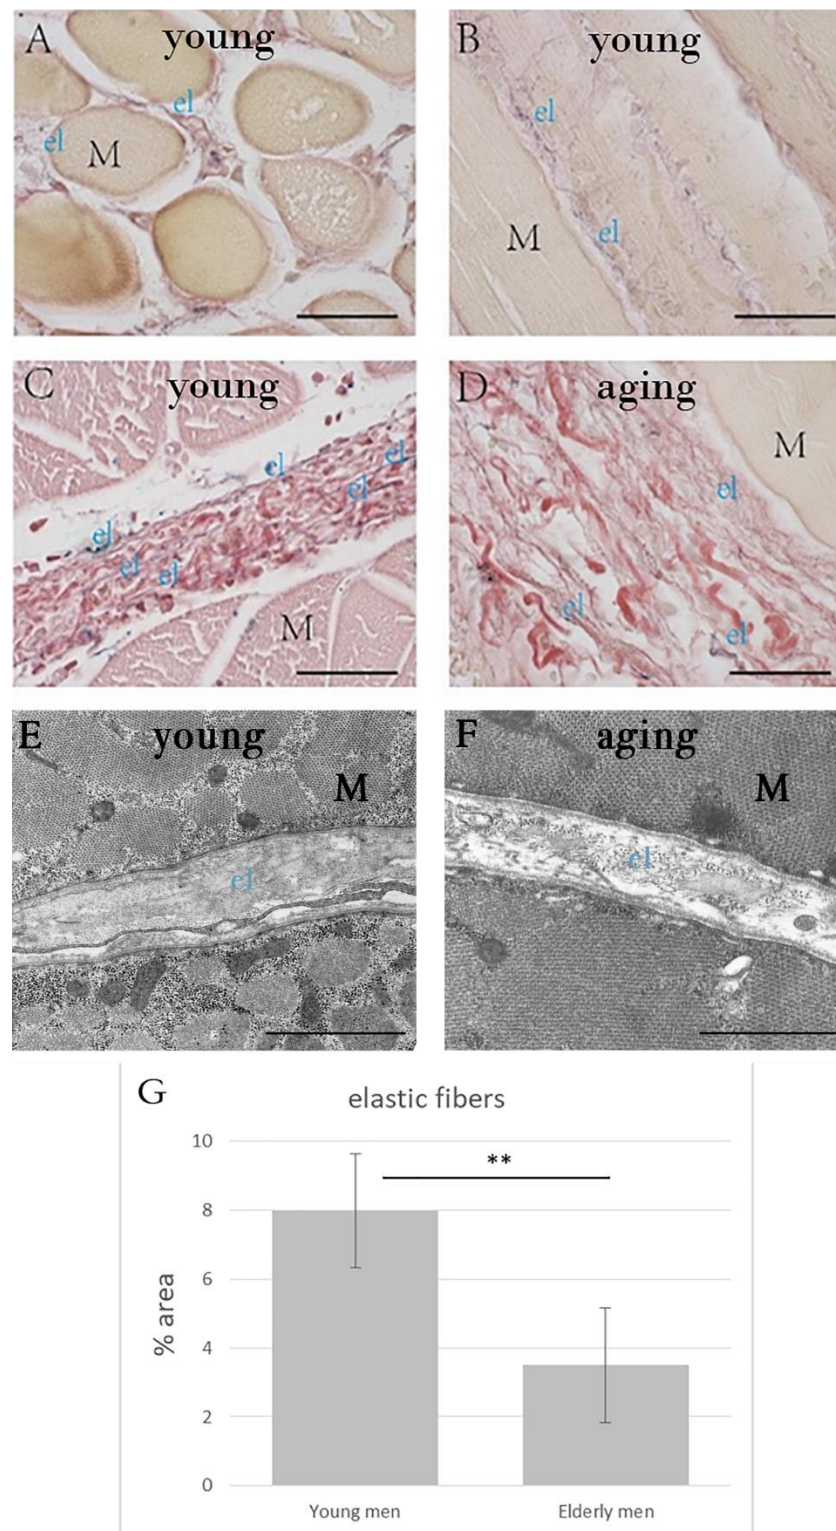 A young
el
el
M
B young
el
el
M
C young
el
el
el
el
el
el
M
D aging
M
el
el
el
E young
M
el
F aging
M
el
G
elastic fibers
10
**
8
6
% area
4
2
0
Young men
Elderly men